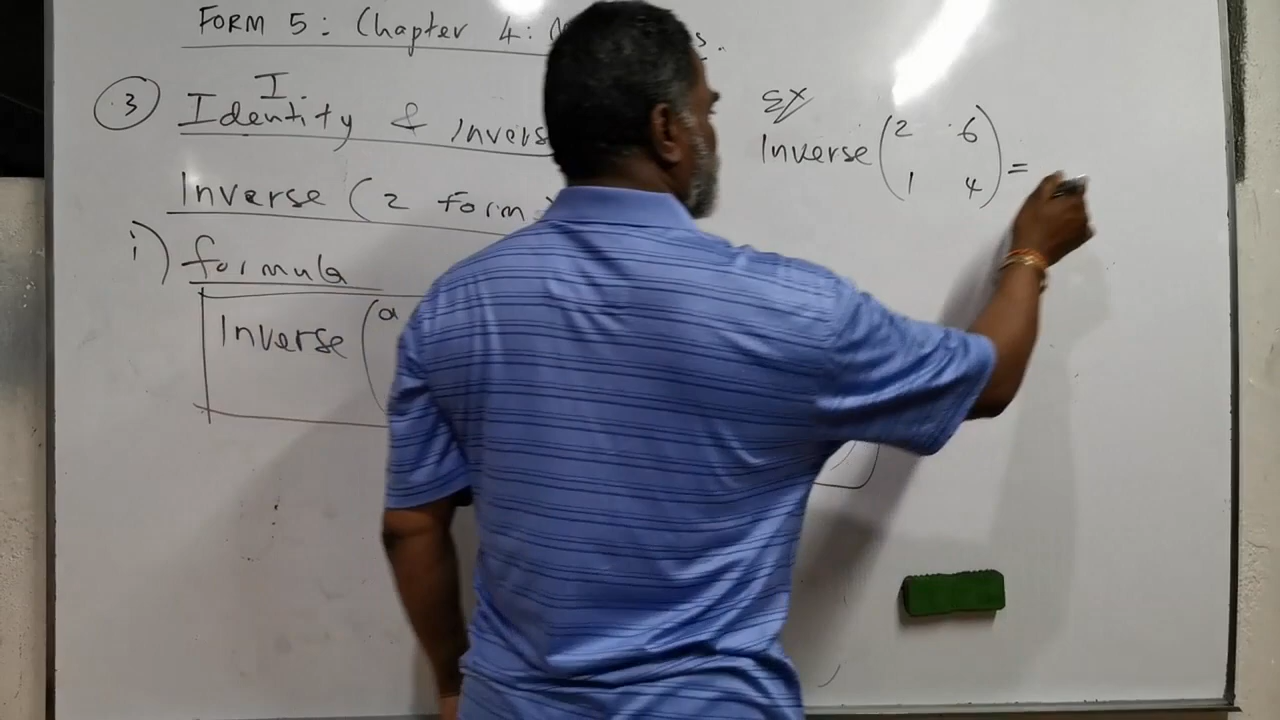 FORM 5: Chapter 4:
3 Identity & Invers
I.
Inverse (2 form
i) formula
Inverse (a
Ex
Inverse (2 6
1 4) =